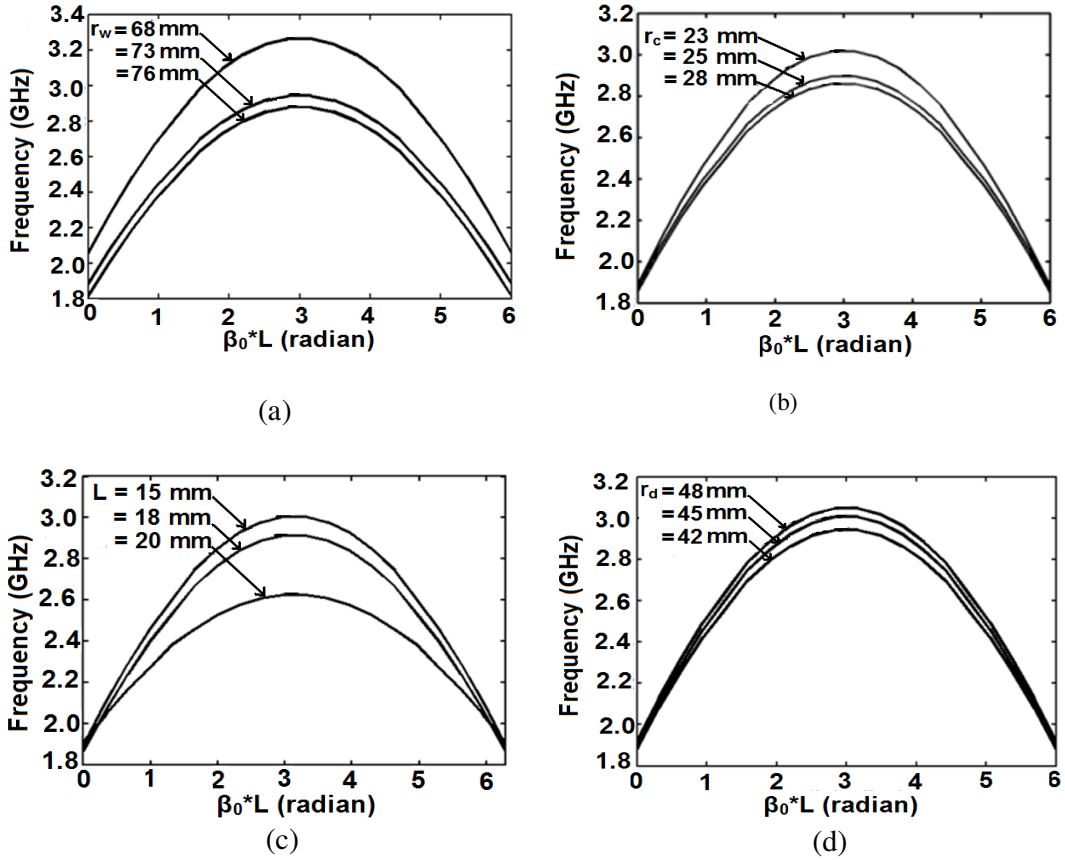 3.4
3.2
3.0
2.8
2.6
2.4
2.2
2.0
1.8
Frequency (GHz)
r_w = 68 mm
= 73 mm
= 76 mm
0 1 2 3 4 5 6
β₀*L (radian)
(a)
3.2
3.0
2.8
2.6
2.4
2.2
2.0
1.8
Frequency (GHz)
r_c = 23 mm
= 25 mm
= 28 mm
0 1 2 3 4 5 6
β₀*L (radian)
(b)
3.2
3.0
2.8
2.6
2.4
2.2
2.0
1.8
Frequency (GHz)
L = 15 mm
= 18 mm
= 20 mm
0 1 2 3 4 5 6
β₀*L (radian)
(c)
3.2
3.0
2.8
2.6
2.4
2.2
2.0
1.8
Frequency (GHz)
r_d = 48 mm
= 45 mm
= 42 mm
0 1 2 3 4 5 6
β₀*L (radian)
(d)